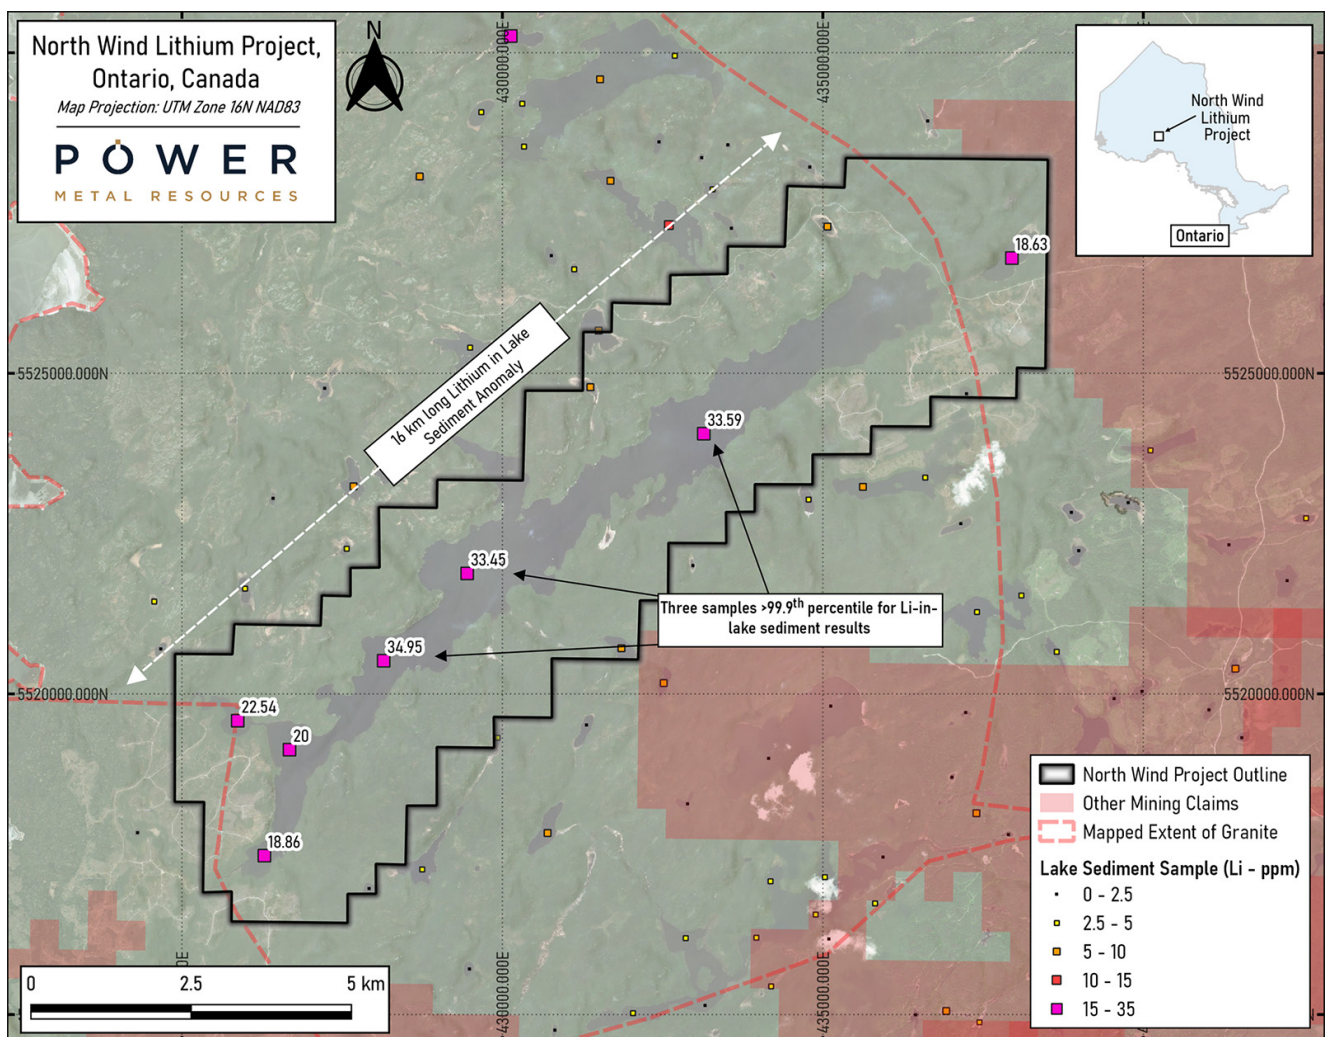 North Wind Lithium Project,
Ontario, Canada
Map Projection: UTM Zone 16N NAD83
POWER
METAL RESOURCES
N
430000.000E
435000.000E
North Wind
Lithium
Project
Ontario
18.63
16 km long Lithium in Lake
Sediment Anomaly
5525000.000N
5525000.000N
33.59
33.45
Three samples >99.9th percentile for Li-in-
lake sediment results
34.95
5520000.000N
5520000.000N
22.54
20
18.86
North Wind Project Outline
Other Mining Claims
Mapped Extent of Granite
Lake Sediment Sample (Li - ppm)
0 - 2.5
2.5 - 5
5 - 10
10 - 15
15 - 35
0 2.5 5 km
430000.000E
435000.000E